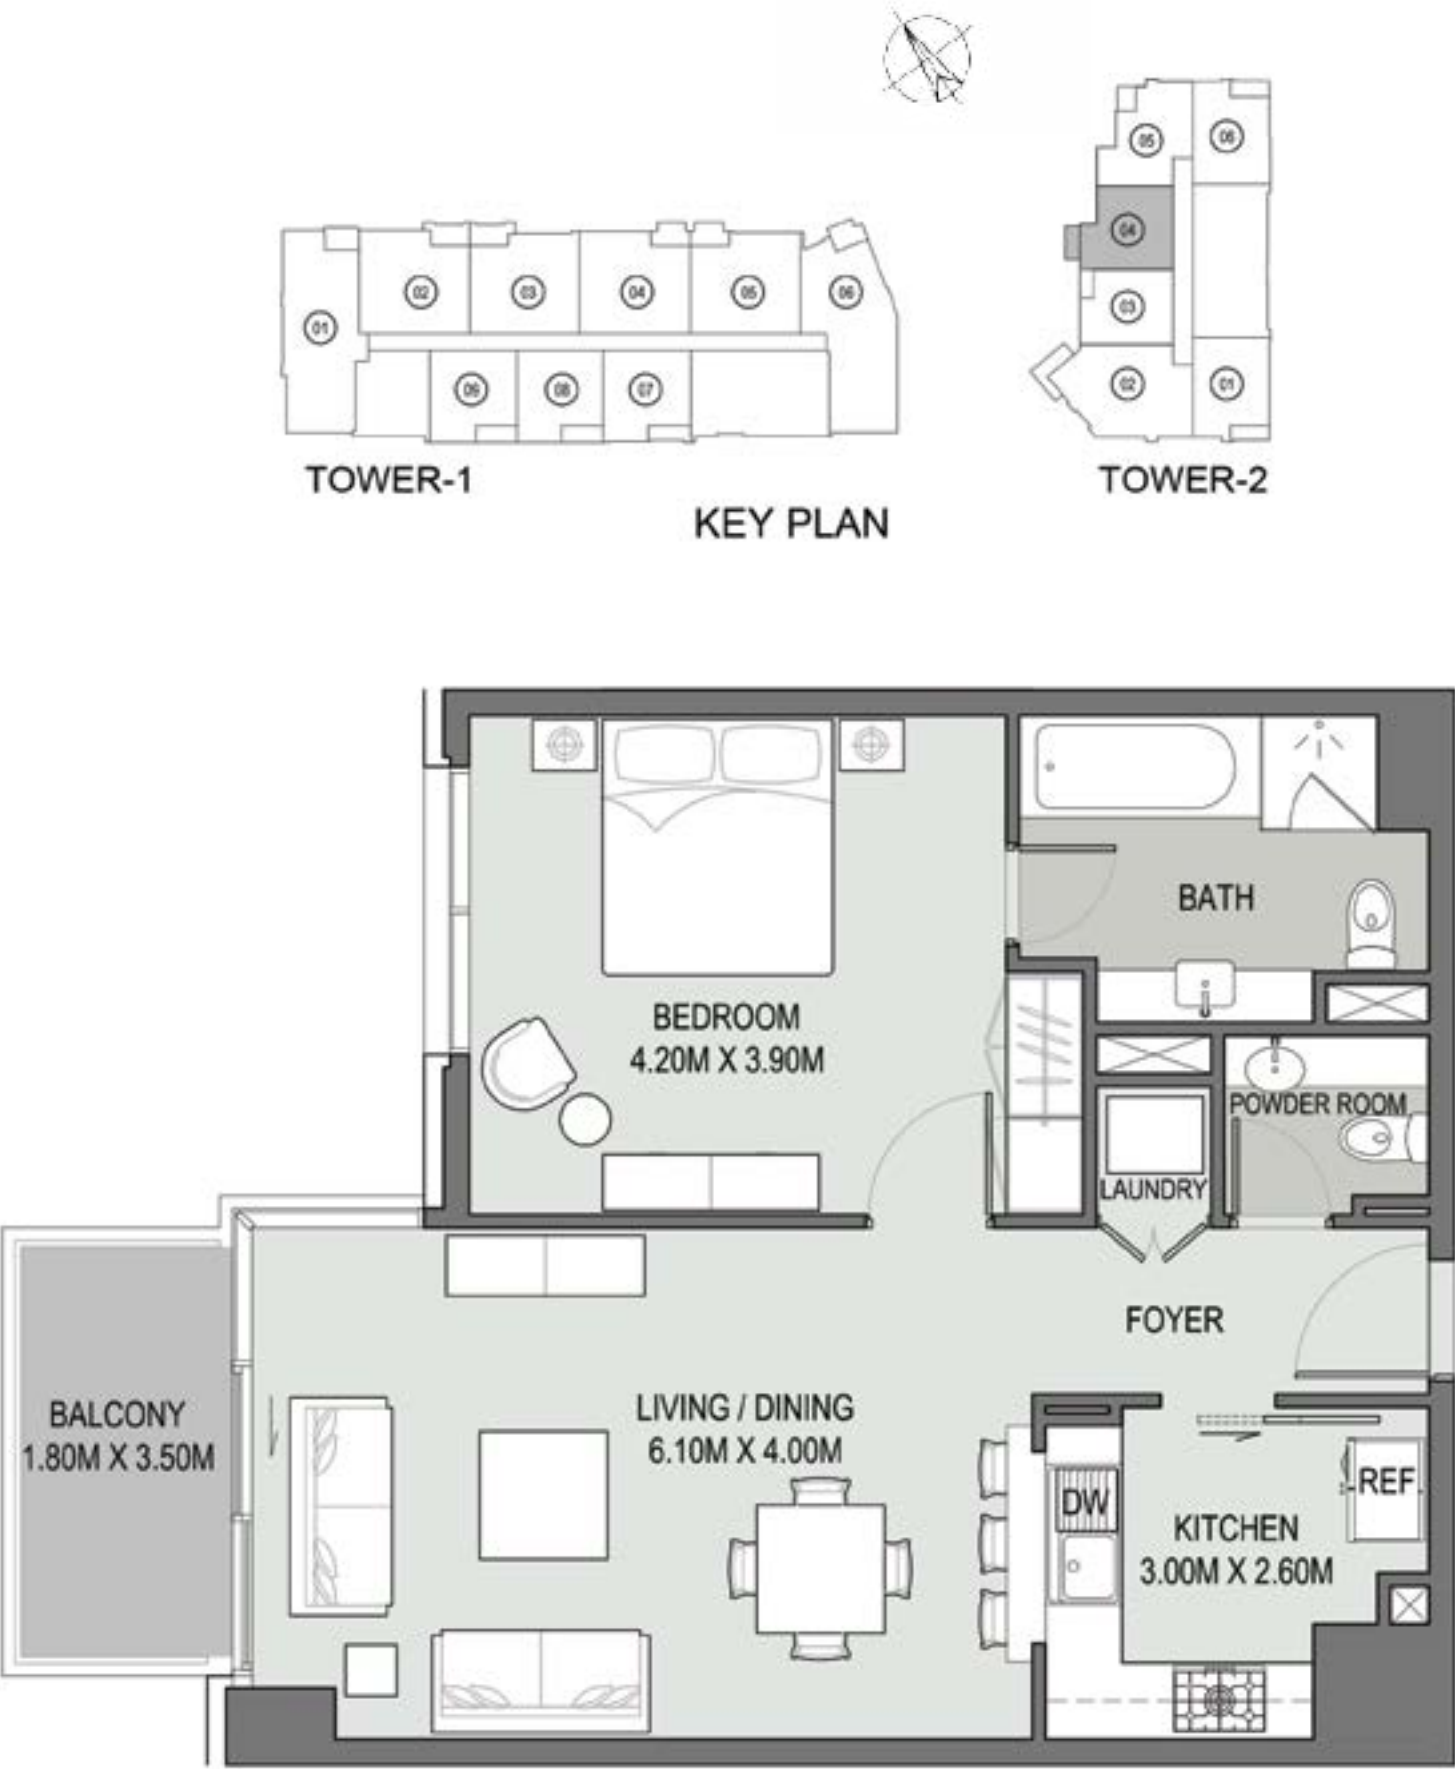 05
06
04
03
02
01
02
03
04
05
06
01
09
08
07
TOWER-1
TOWER-2
KEY PLAN
BATH
BEDROOM
4.20M X 3.90M
POWDER ROOM
LAUNDRY
FOYER
BALCONY
1.80M X 3.50M
LIVING / DINING
6.10M X 4.00M
DW
REF.
KITCHEN
3.00M X 2.60M